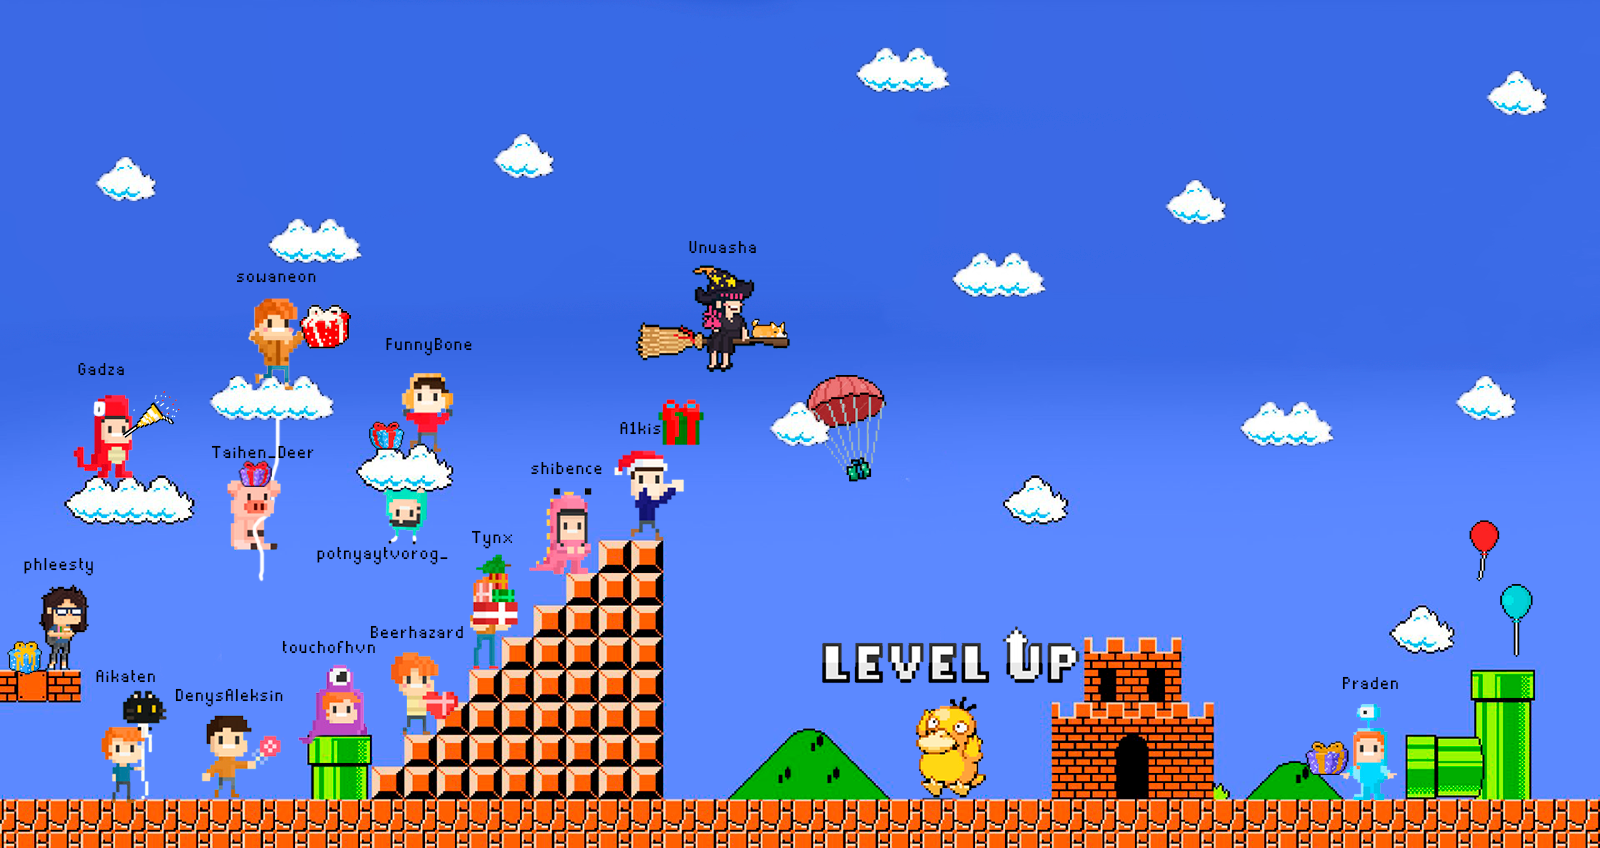 Unuasha
sowaneon
FunnyBone
Gadza
A1kis
Taihen_Deer
shibence
Tynx
potnyaytvorog_
phleesty
Beerhazard
touchofhvn
LEVEL UP
Aikaten
Praden
DenysAleksin